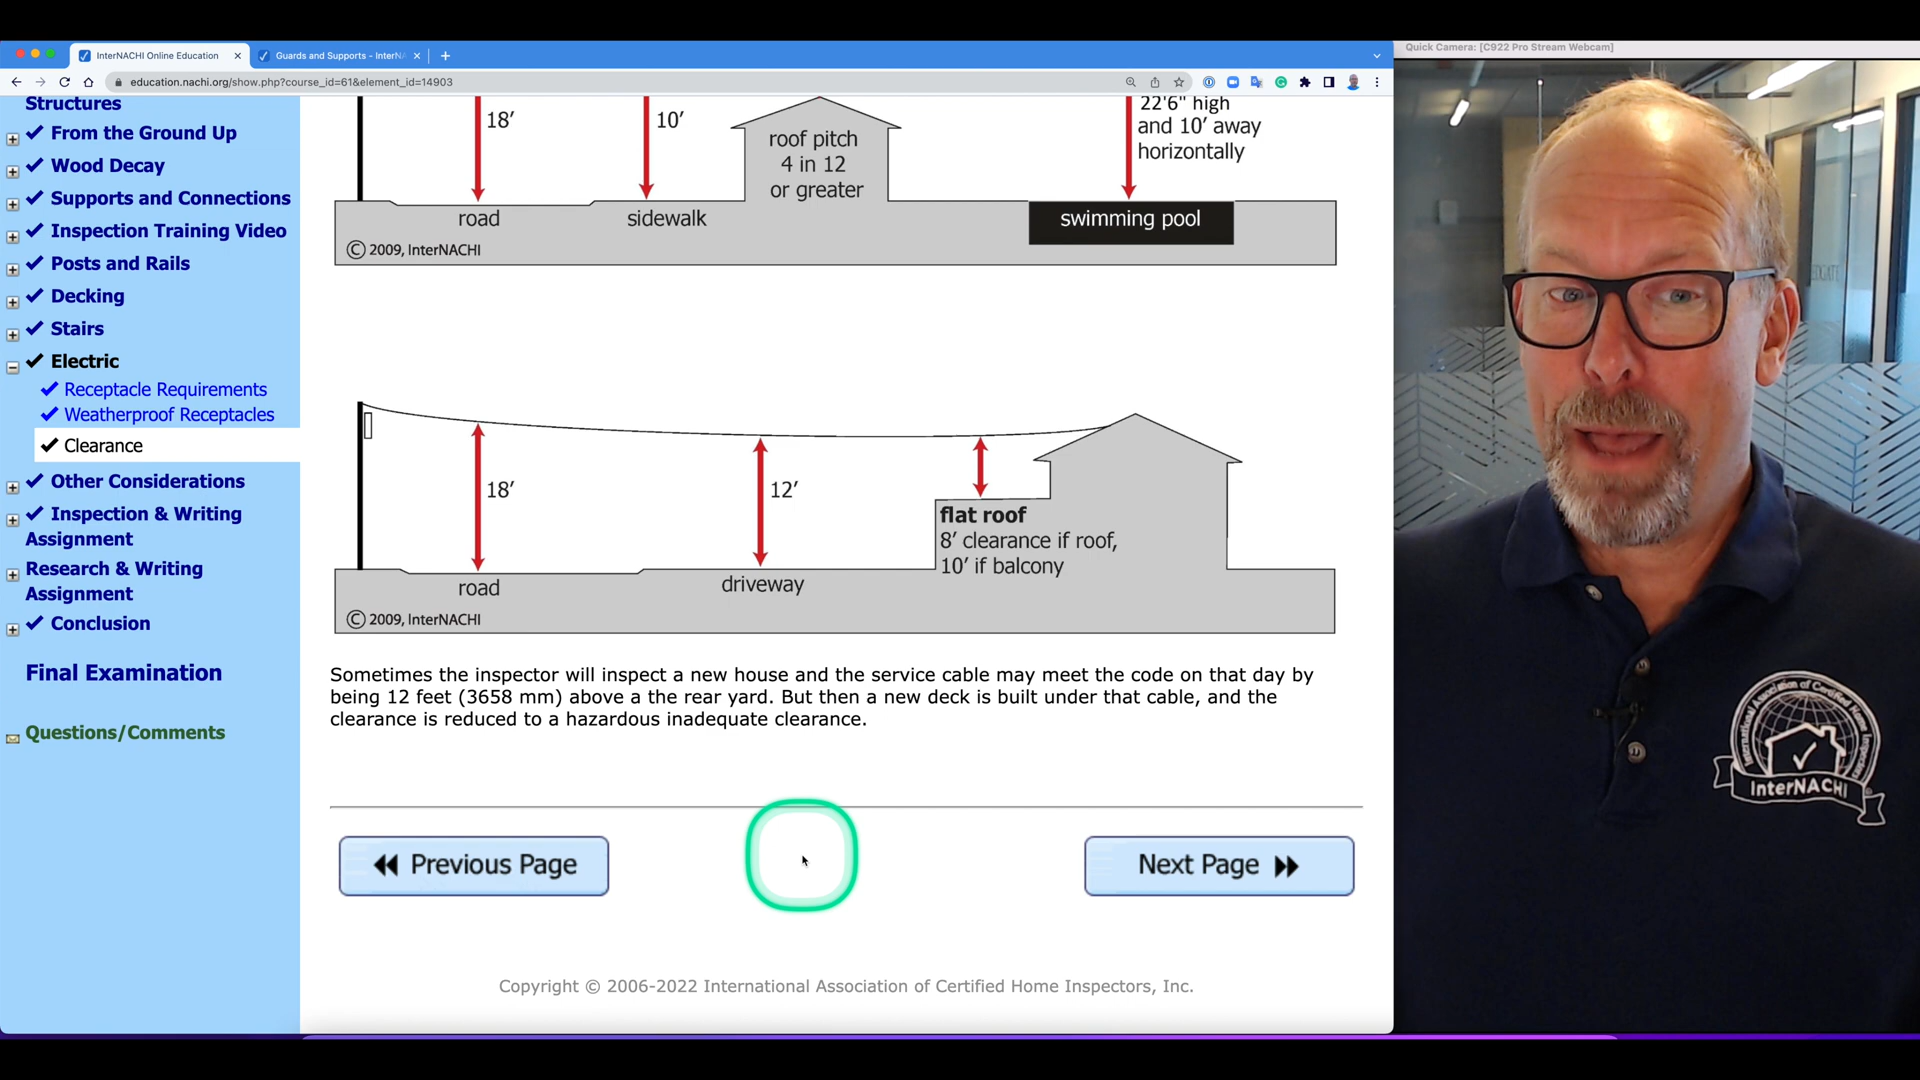 InterNACHI Online Education
Guards and Supports - InterN
Quick Camera: [C922 Pro Stream Webcam]
education.nachi.org/show.php?course_id=61&element_id=14903
Structures
From the Ground Up
Wood Decay
Supports and Connections
Inspection Training Video
Posts and Rails
Decking
Stairs
Electric
Receptacle Requirements
Weatherproof Receptacles
Clearance
Other Considerations
Inspection & Writing
Assignment
Research & Writing
Assignment
Conclusion
Final Examination
Questions/Comments
18'
10'
roof pitch
4 in 12
or greater
22'6" high
and 10' away
horizontally
road
sidewalk
swimming pool
© 2009, InterNACHI
18'
12'
flat roof
8' clearance if roof,
10' if balcony
road
driveway
© 2009, InterNACHI
Sometimes the inspector will inspect a new house and the service cable may meet the code on that day by
being 12 feet (3658 mm) above a the rear yard. But then a new deck is built under that cable, and the
clearance is reduced to a hazardous inadequate clearance.
Previous Page
Next Page
Copyright © 2006-2022 International Association of Certified Home Inspectors, Inc.
International Association of Certified Home Inspectors
InterNACHI